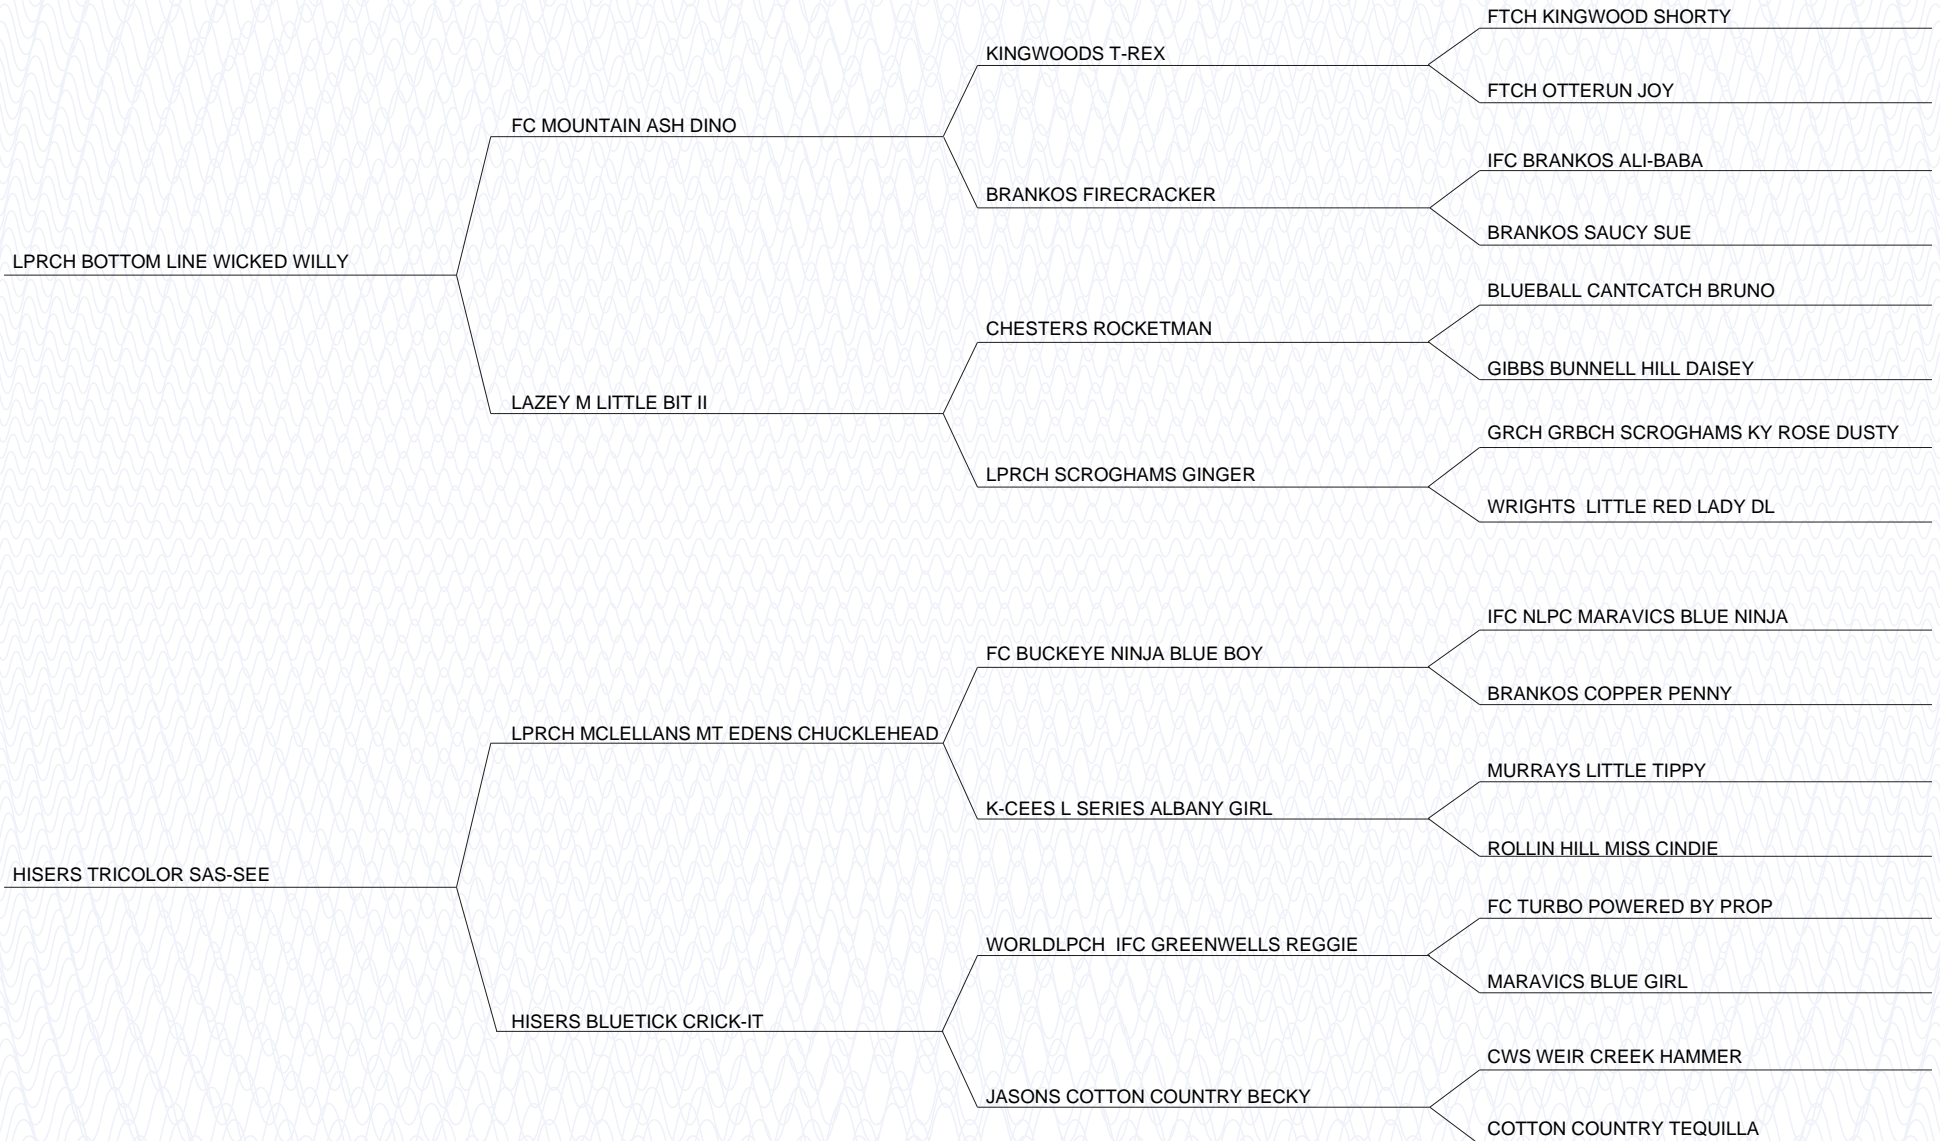 FTCH KINGWOOD SHORTY
KINGWOODS T-REX
FTCH OTTERUN JOY
FC MOUNTAIN ASH DINO
IFC BRANKOS ALI-BABA
BRANKOS FIRECRACKER
BRANKOS SAUCY SUE
LPRCH BOTTOM LINE WICKED WILLY
BLUEBALL CANTCATCH BRUNO
CHESTERS ROCKETMAN
GIBBS BUNNELL HILL DAISEY
LAZEY M LITTLE BIT II
GRCH GRBCH SCROGHAMS KY ROSE DUSTY
LPRCH SCROGHAMS GINGER
WRIGHTS  LITTLE RED LADY DL
IFC NLPC MARAVICS BLUE NINJA
FC BUCKEYE NINJA BLUE BOY
BRANKOS COPPER PENNY
LPRCH MCLELLANS MT EDENS CHUCKLEHEAD
MURRAYS LITTLE TIPPY
K-CEES L SERIES ALBANY GIRL
ROLLIN HILL MISS CINDIE
HISERS TRICOLOR SAS-SEE
FC TURBO POWERED BY PROP
WORLDLPCH  IFC GREENWELLS REGGIE
MARAVICS BLUE GIRL
HISERS BLUETICK CRICK-IT
CWS WEIR CREEK HAMMER
JASONS COTTON COUNTRY BECKY
COTTON COUNTRY TEQUILLA